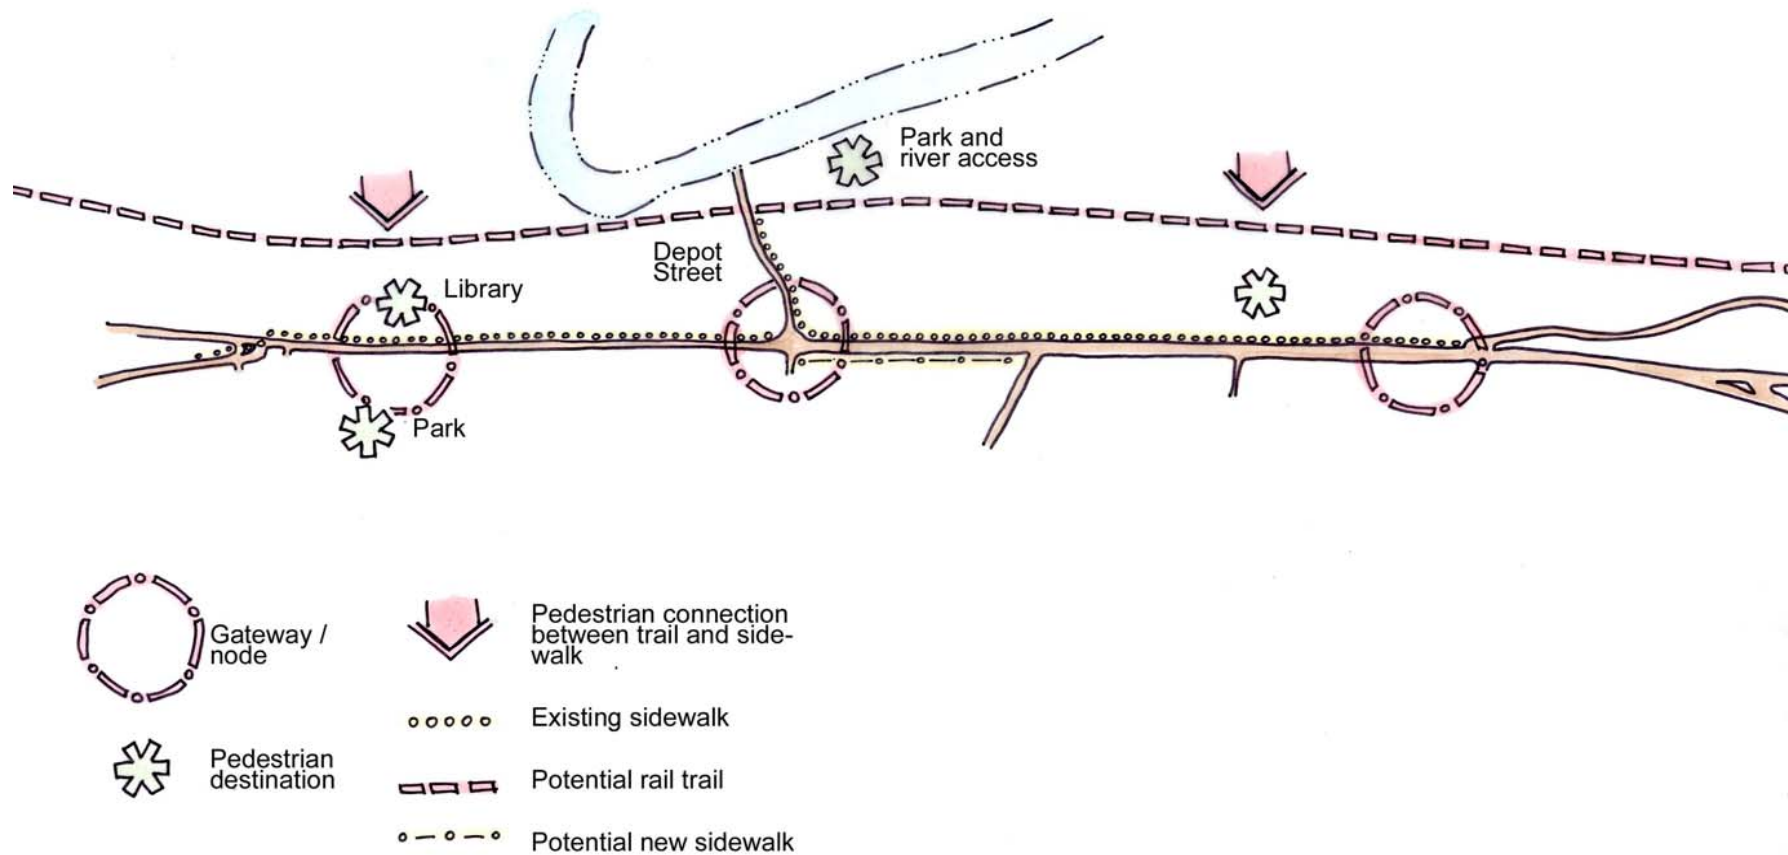 Park and
river access
Depot
Street
Library
Park
Gateway /
node
Pedestrian
destination
Pedestrian connection
between trail and side-
walk
Existing sidewalk
Potential rail trail
Potential new sidewalk